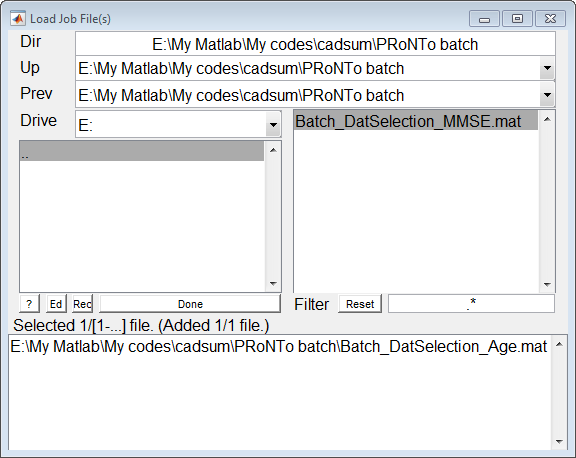 Load Job File(s)
Dir
E:\My Matlab\My codes\cadsum\PRoNTo batch
Up
E:\My Matlab\My codes\cadsum\PRoNTo batch
Prev
E:\My Matlab\My codes\cadsum\PRoNTo batch
Drive
E:
Batch_DatSelection_MMSE.mat
..
? Ed Rec Done
Filter Reset .*
Selected 1/[1-...] file. (Added 1/1 file.)
E:\My Matlab\My codes\cadsum\PRoNTo batch\Batch_DatSelection_Age.mat